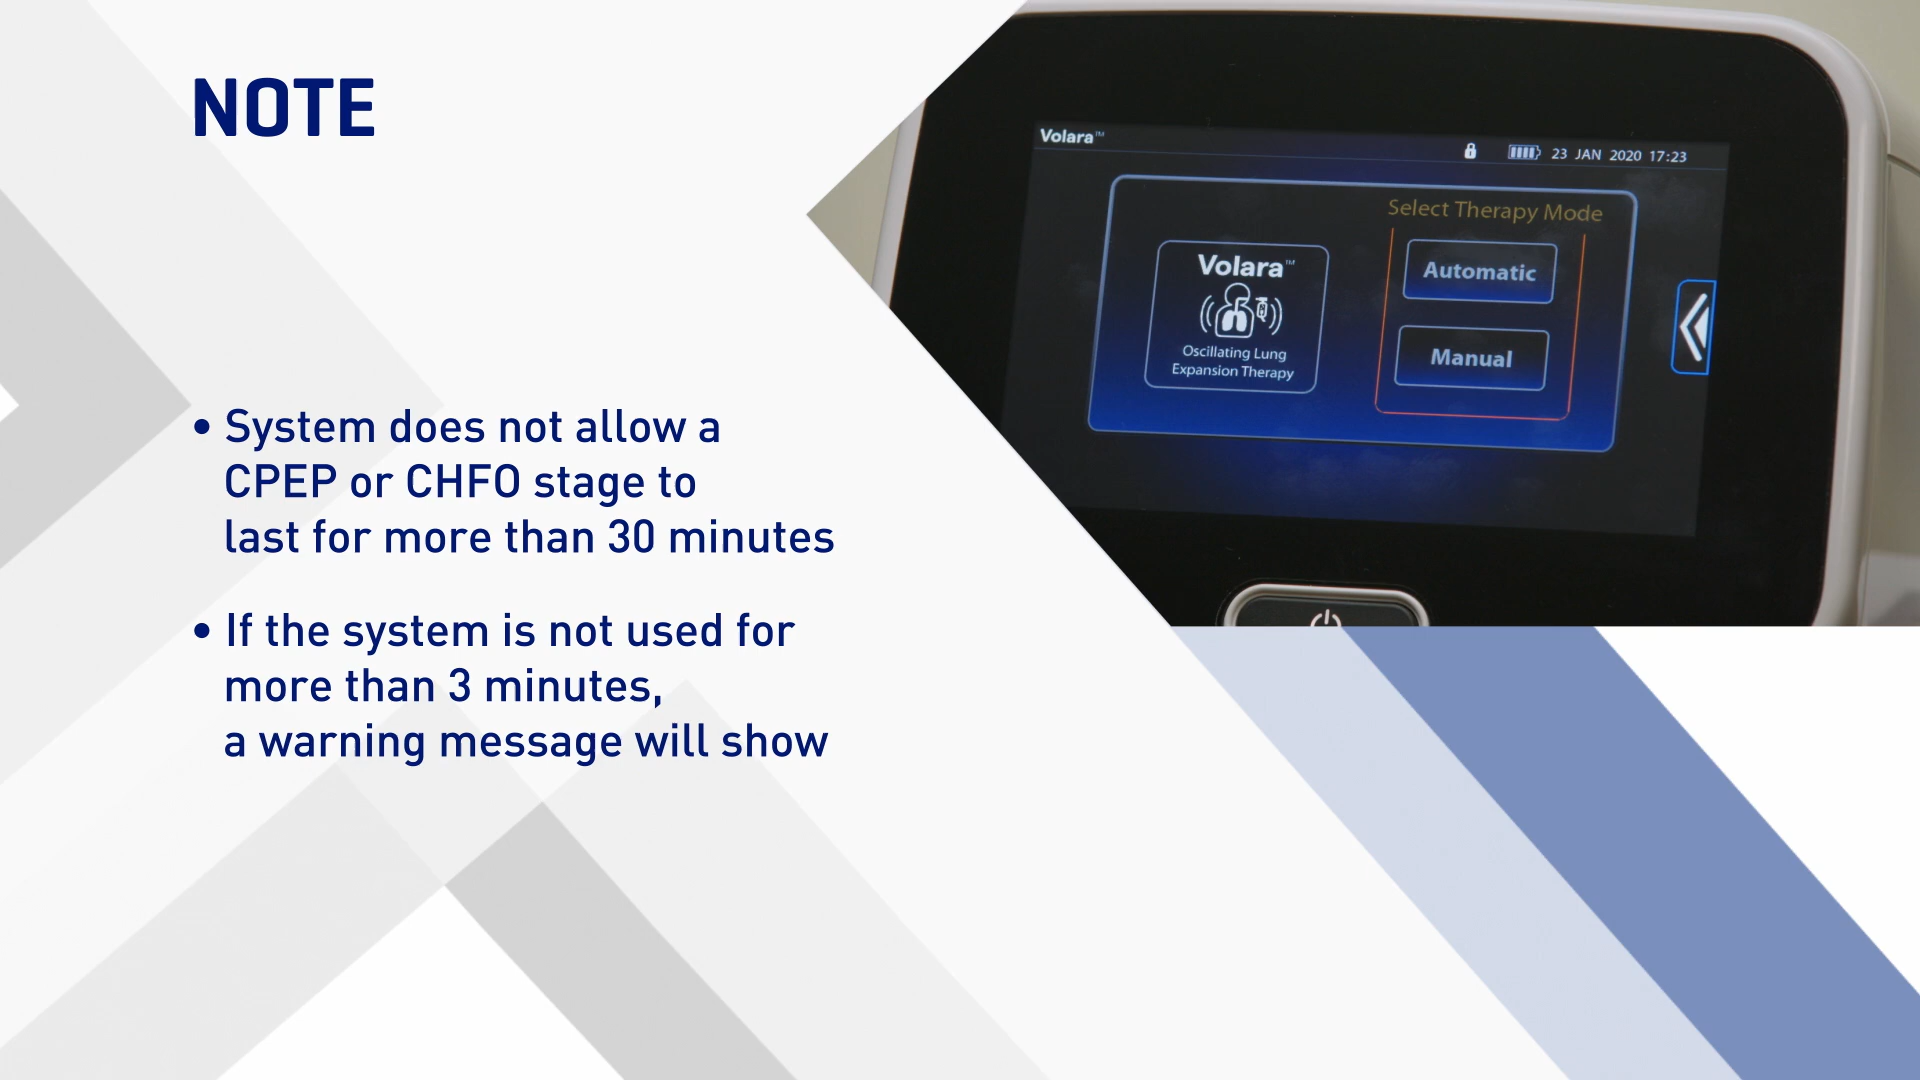 NOTE
• System does not allow a
CPEP or CHFO stage to
last for more than 30 minutes
• If the system is not used for
more than 3 minutes,
a warning message will show
Volara™
23 JAN 2020 17:23
Select Therapy Mode
Volara™
Oscillating Lung
Expansion Therapy
Automatic
Manual